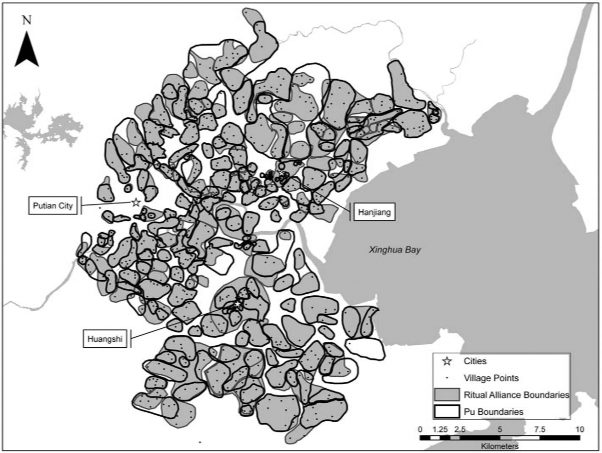 N
Putian City
Hanjiang
Xinghua Bay
Huangshi
Cities
Village Points
Ritual Alliance Boundaries
Pu Boundaries
0 1.25 2.5 5 7.5 10
Kilometers